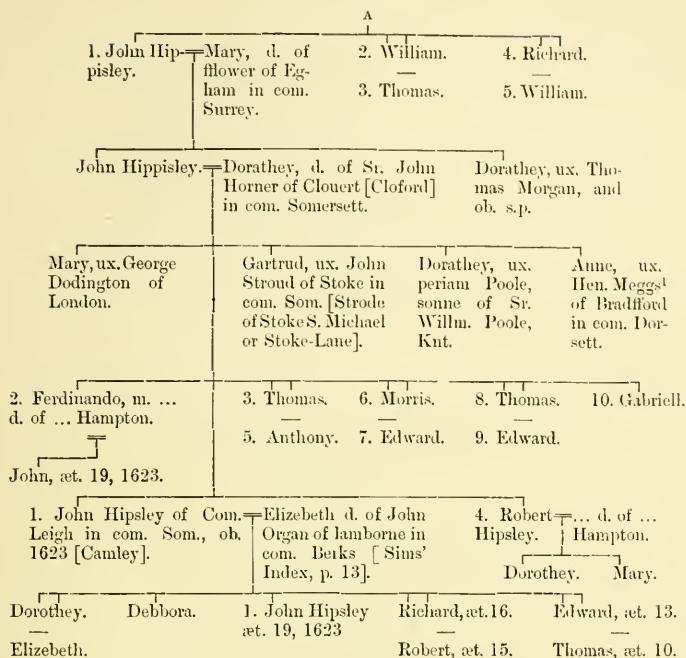 A
1. John Hip-
pisley.
Mary, d. of
fflower of Eg-
ham in com.
Surrey.
2. William.
—
3. Thomas.
4. Richard.
—
5. William.
John Hippisley.
Dorathey, d. of Sr. John
Horner of Clouert [Cloford]
in com. Somersett.
Dorathey, ux. Tho-
mas Morgan, and
ob. s.p.
Mary, ux. George
Dodington of
London.
Gartrud, ux. John
Stroud of Stoke in
com. Som. [Strode
of Stoke S. Michael
or Stoke-Lane].
Dorathey, ux.
periam Poole,
sonne of Sr.
Willm. Poole,
Knt.
Anne, ux.
Hen. Meggs¹
of Bradfford
in com. Dor-
sett.
2. Ferdinando, m. ...
d. of ... Hampton.
John, æt. 19, 1623.
3. Thomas.
—
5. Anthony.
6. Morris.
—
7. Edward.
8. Thomas.
—
9. Edward.
10. Gabriell.
1. John Hipsley of Com.
Leigh in com. Som., ob.
1623 [Camley].
Elizebeth d. of John
Organ of lamborne in
com. Berks [Sims'
Index, p. 13].
4. Robert
Hipsley.
... d. of ...
Hampton.
Dorothey.
Mary.
Dorothey.
—
Elizebeth.
Debbora.
1. John Hipsley
æt. 19, 1623
Richard, æt. 16.
—
Robert, æt. 15.
Edward, æt. 13.
—
Thomas, æt. 10.